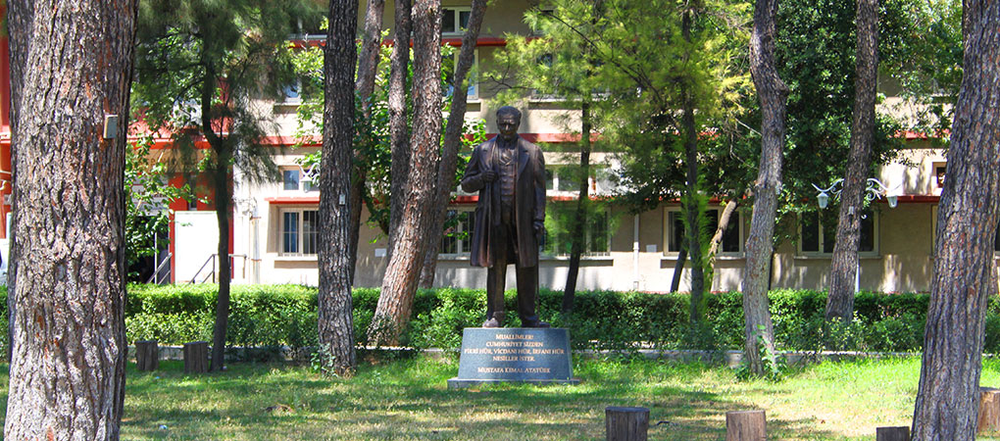 MUALLİMLER!
CUMHURİYET SİZDEN
FİKRİ HÜR, VİCDANI HÜR, İRFANI HÜR
NESİLLER İSTER.
MUSTAFA KEMAL ATATÜRK